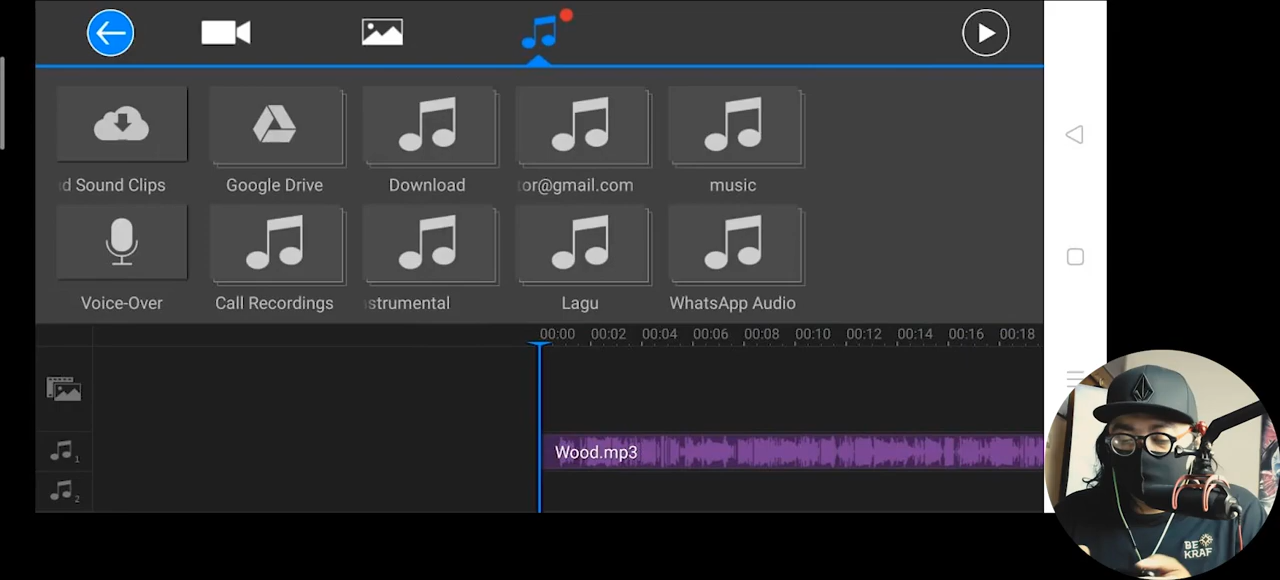 d Sound Clips
Google Drive
Download
tor@gmail.com
music
Voice-Over
Call Recordings
strumental
Lagu
WhatsApp Audio
00:00 00:02 00:04 00:06 00:08 00:10 00:12 00:14 00:16 00:18
Wood.mp3
1
2
BE
KRAF